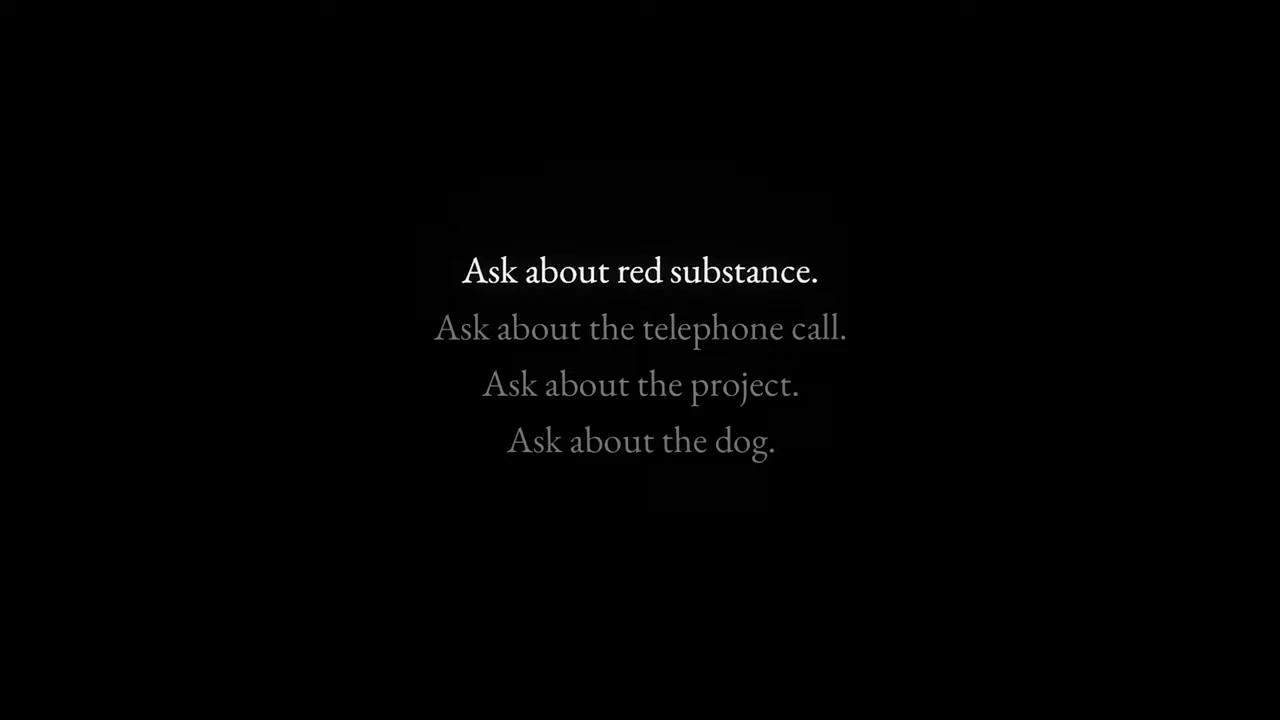 Ask about red substance.
Ask about the telephone call.
Ask about the project.
Ask about the dog.